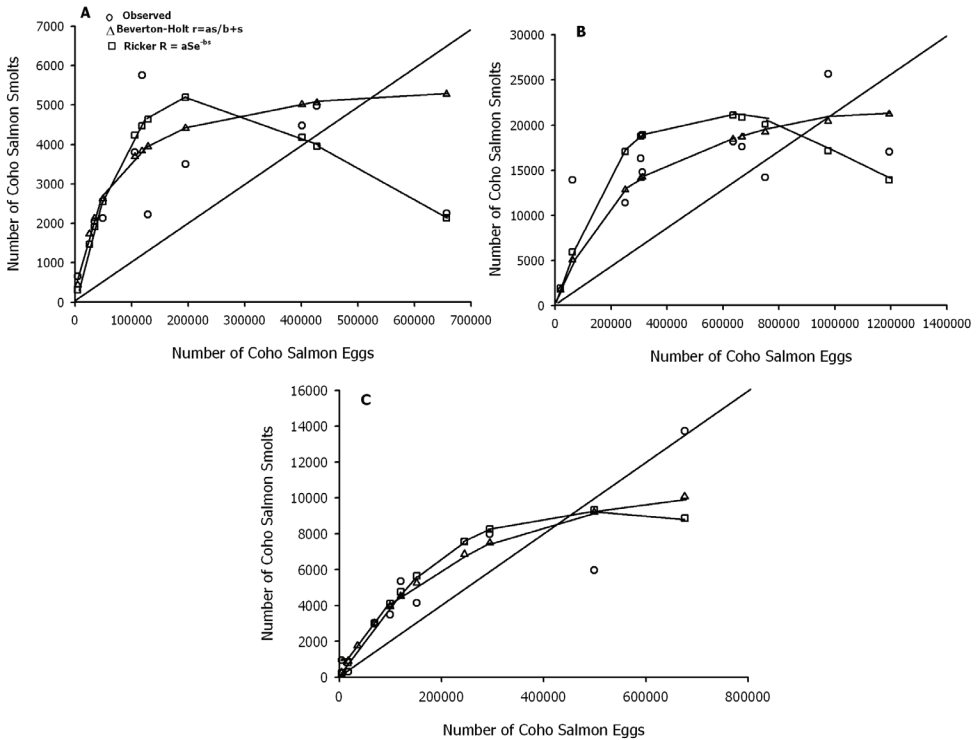 A
Observed
Beverton-Holt r=as/b+s
Ricker R = aSe-bs
7000
6000
5000
4000
3000
2000
1000
0
Number of Coho Salmon Smolts
0 100000 200000 300000 400000 500000 600000 700000
Number of Coho Salmon Eggs
B
30000
25000
20000
15000
10000
5000
0
Number of Coho Salmon Smolts
0 200000 400000 600000 800000 1000000 1200000 1400000
Number of Coho Salmon Eggs
C
16000
14000
12000
10000
8000
6000
4000
2000
0
Number of Coho Salmon Smolts
0 200000 400000 600000 800000
Number of Coho Salmon Eggs